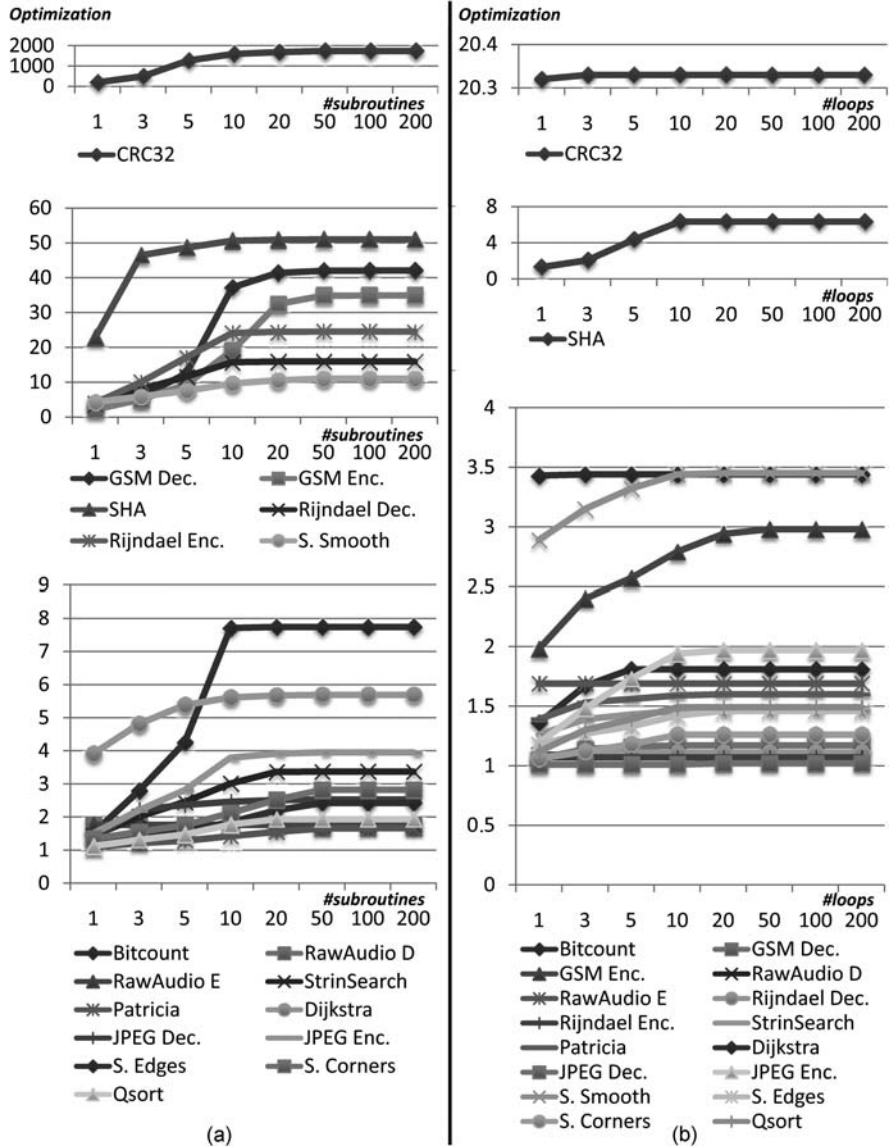 Optimization
2000
1000
0
#subroutines
1 3 5 10 20 50 100 200
CRC32
60
50
40
30
20
10
0
#subroutines
1 3 5 10 20 50 100 200
GSM Dec. GSM Enc.
SHA Rijndael Dec.
Rijndael Enc. S. Smooth
9
8
7
6
5
4
3
2
1
0
#subroutines
1 3 5 10 20 50 100 200
Bitcount RawAudio D
RawAudio E StrinSearch
Patricia Dijkstra
JPEG Dec. JPEG Enc.
S. Edges S. Corners
Qsort
(a)
Optimization
20.4
20.3
#loops
1 3 5 10 20 50 100 200
CRC32
8
4
0
#loops
1 3 5 10 20 50 100 200
SHA
4
3.5
3
2.5
2
1.5
1
0.5
0
#loops
1 3 5 10 20 50 100 200
Bitcount GSM Dec.
GSM Enc. RawAudio D
RawAudio E Rijndael Dec.
Rijndael Enc. StrinSearch
Patricia Dijkstra
JPEG Dec. JPEG Enc.
S. Smooth S. Edges
S. Corners Qsort
(b)